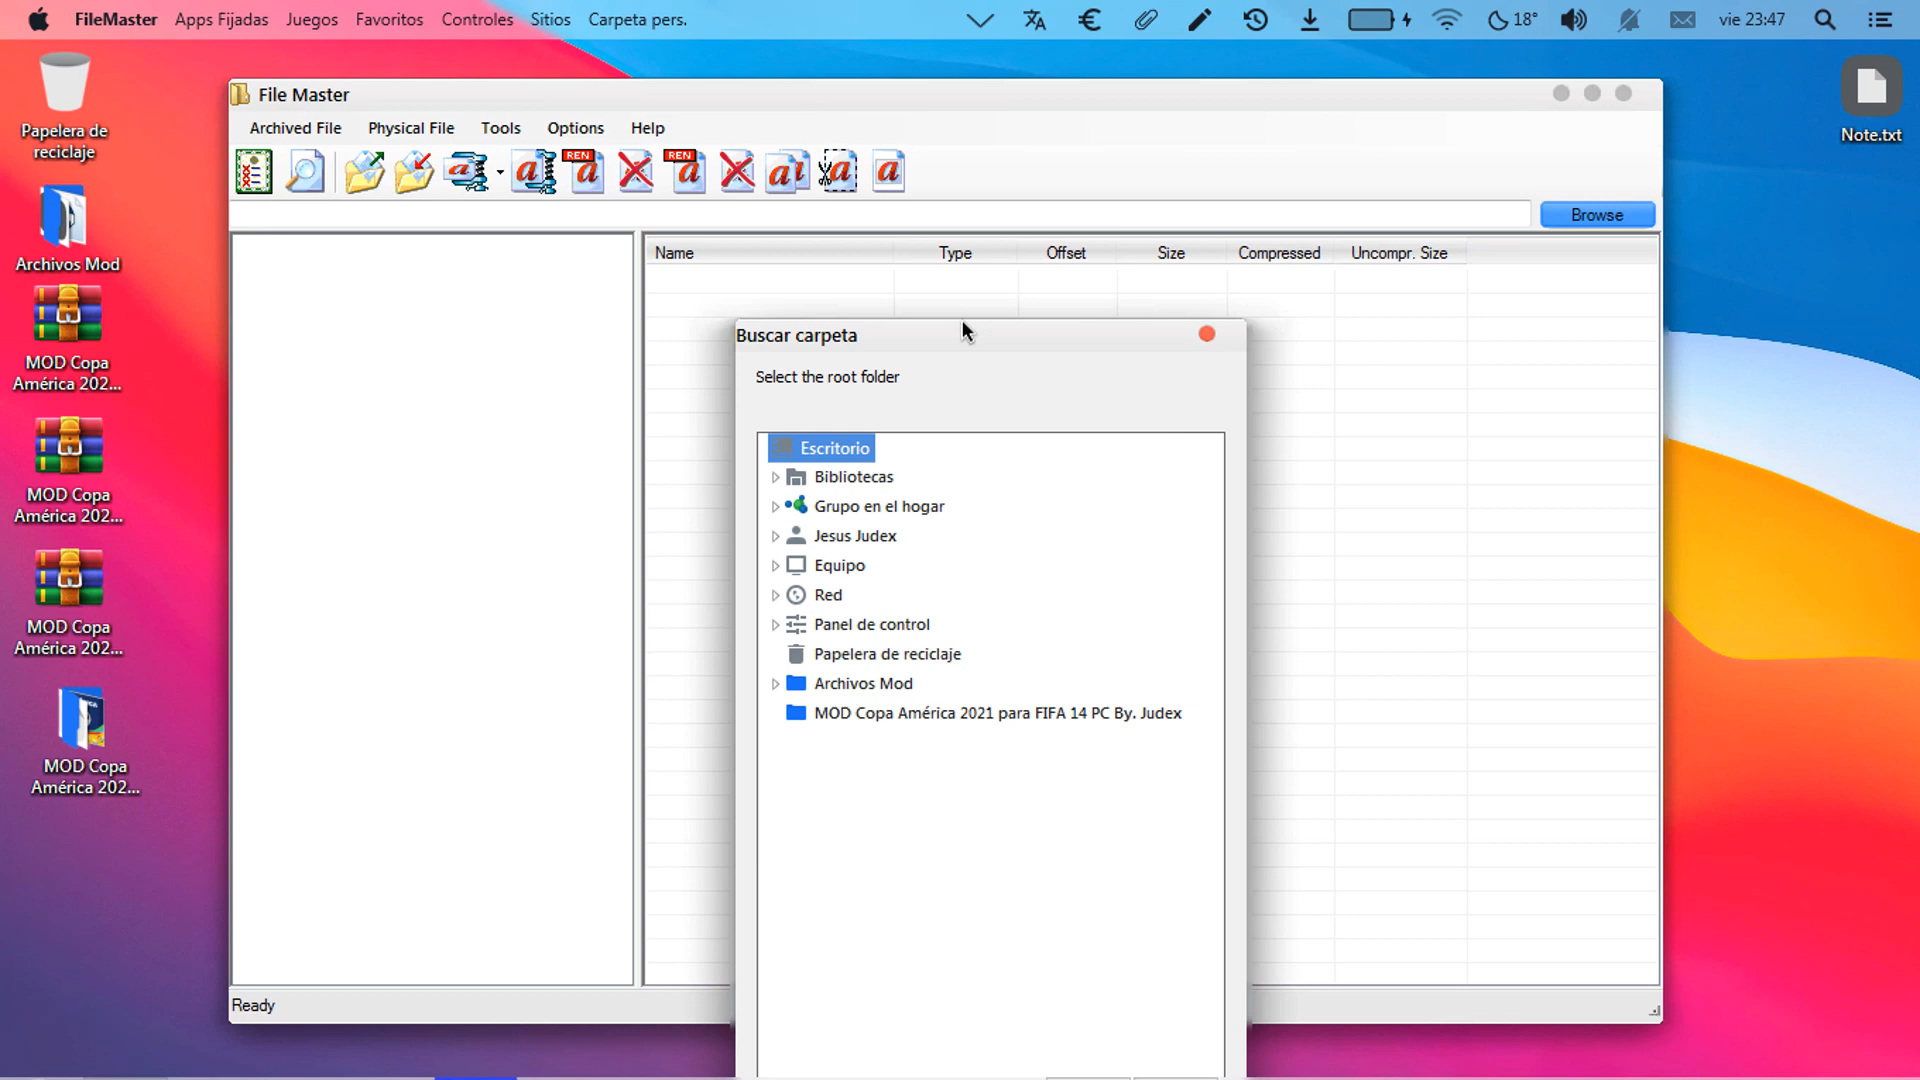 FileMaster Apps Fijadas Juegos Favoritos Controles Sitios Carpeta pers. 18° vie 23:47
Papelera de
reciclaje
Archivos Mod
MOD Copa
América 202...
MOD Copa
América 202...
MOD Copa
América 202...
MOD Copa
América 202...
Note.txt
File Master
Archived File Physical File Tools Options Help
REN REN
Browse
Name Type Offset Size Compressed Uncompr. Size
Buscar carpeta
Select the root folder
Escritorio
Bibliotecas
Grupo en el hogar
Jesus Judex
Equipo
Red
Panel de control
Papelera de reciclaje
Archivos Mod
MOD Copa América 2021 para FIFA 14 PC By. Judex
Ready